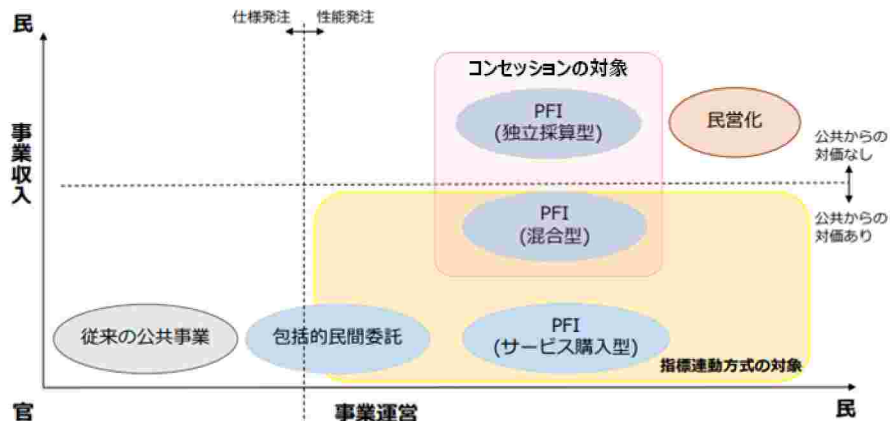 仕様発注 性能発注
民
コンセッションの対象
PFI
(独立採算型)
民営化
事業収入
公共からの
対価なし
PFI
(混合型)
公共からの
対価あり
従来の公共事業
包括的民間委託
PFI
(サービス購入型)
指標連動方式の対象
官
事業運営
民